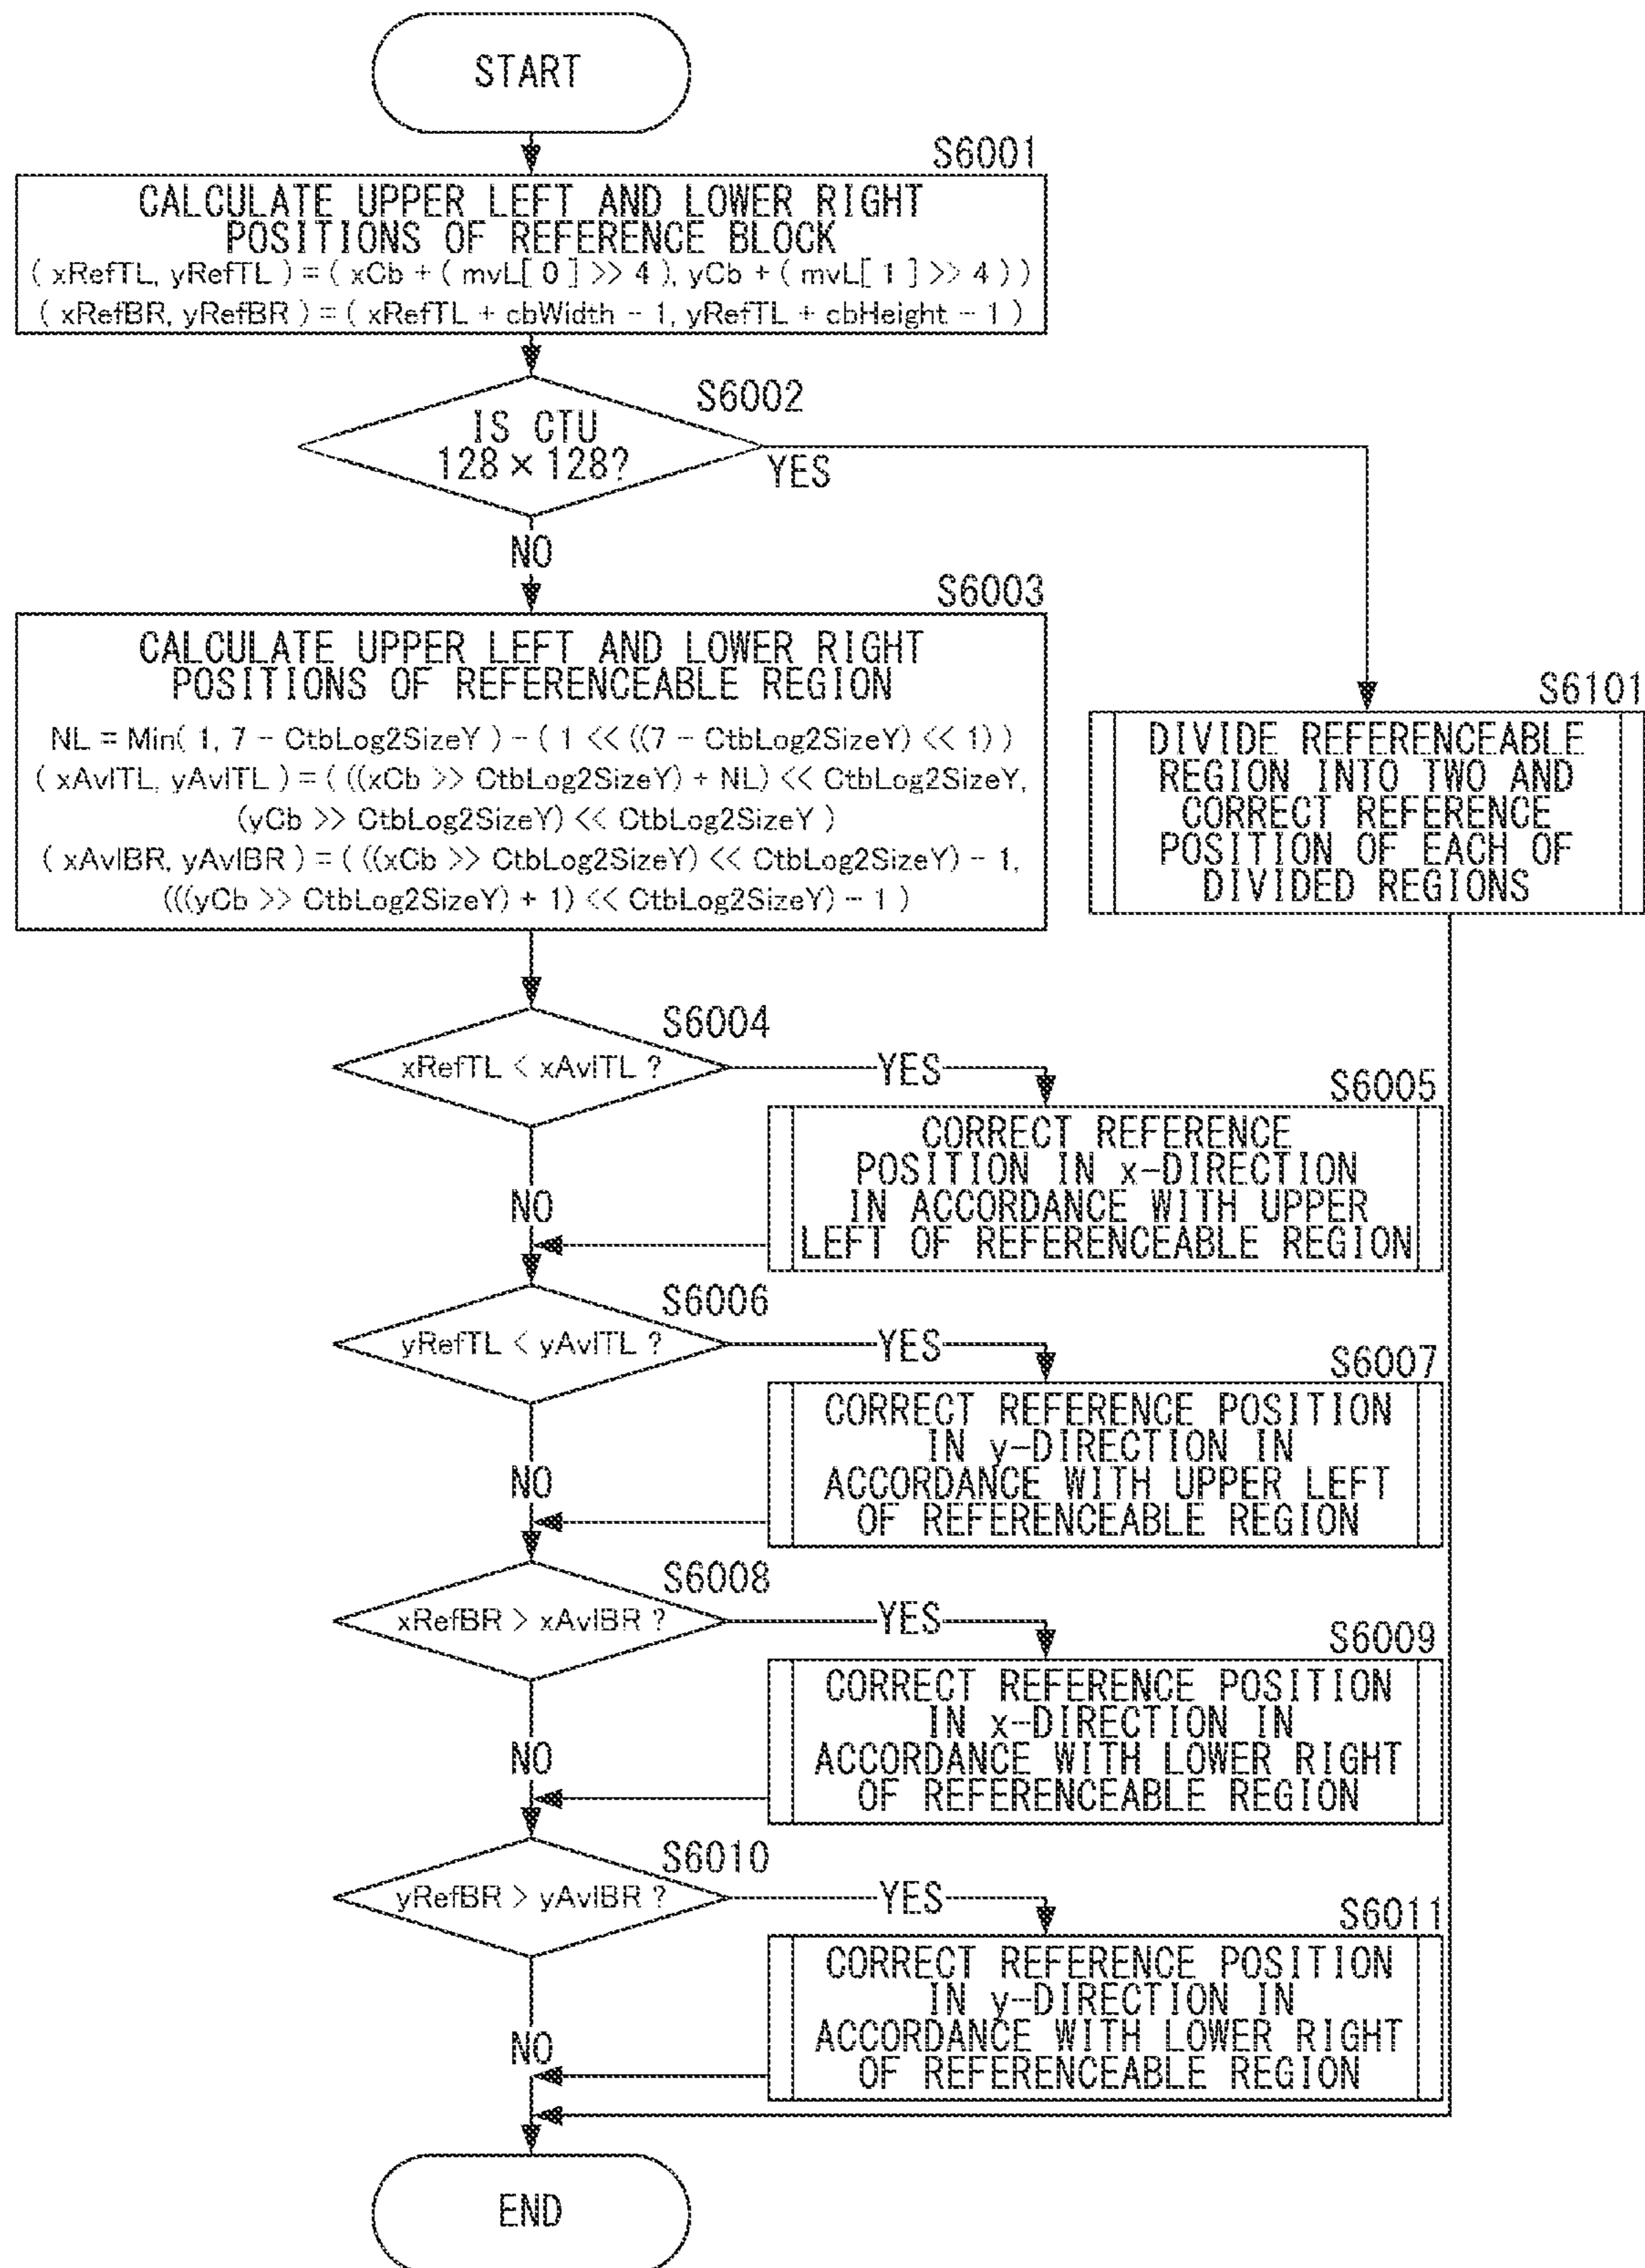 START
S6001
CALCULATE UPPER LEFT AND LOWER RIGHT
POSITIONS OF REFERENCE BLOCK
( xRefTL, yRefTL ) = ( xCb + ( mvL[ 0 ] >> 4 ), yCb + ( mvL[ 1 ] >> 4 ) )
( xRefBR, yRefBR ) = ( xRefTL + cbWidth - 1, yRefTL + cbHeight - 1 )
S6002
IS CTU
128 × 128?
YES
NO
S6003
CALCULATE UPPER LEFT AND LOWER RIGHT
POSITIONS OF REFERENCEABLE REGION
NL = Min( 1, 7 - CtbLog2SizeY ) - ( 1 << ((7 - CtbLog2SizeY) << 1) )
( xAvlTL, yAvlTL ) = ( ((xCb >> CtbLog2SizeY) + NL) << CtbLog2SizeY,
(yCb >> CtbLog2SizeY) << CtbLog2SizeY )
( xAvlBR, yAvlBR ) = ( ((xCb >> CtbLog2SizeY) << CtbLog2SizeY) - 1,
(((yCb >> CtbLog2SizeY) + 1) << CtbLog2SizeY) - 1 )
S6101
DIVIDE REFERENCEABLE
REGION INTO TWO AND
CORRECT REFERENCE
POSITION OF EACH OF
DIVIDED REGIONS
S6004
xRefTL < xAvlTL ?
YES
S6005
CORRECT REFERENCE
POSITION IN x-DIRECTION
IN ACCORDANCE WITH UPPER
LEFT OF REFERENCEABLE REGION
NO
S6006
yRefTL < yAvlTL ?
YES
S6007
CORRECT REFERENCE POSITION
IN y-DIRECTION IN
ACCORDANCE WITH UPPER LEFT
OF REFERENCEABLE REGION
NO
S6008
xRefBR > xAvlBR ?
YES
S6009
CORRECT REFERENCE POSITION
IN x-DIRECTION IN
ACCORDANCE WITH LOWER RIGHT
OF REFERENCEABLE REGION
NO
S6010
yRefBR > yAvlBR ?
YES
S6011
CORRECT REFERENCE POSITION
IN y-DIRECTION IN
ACCORDANCE WITH LOWER RIGHT
OF REFERENCEABLE REGION
NO
END